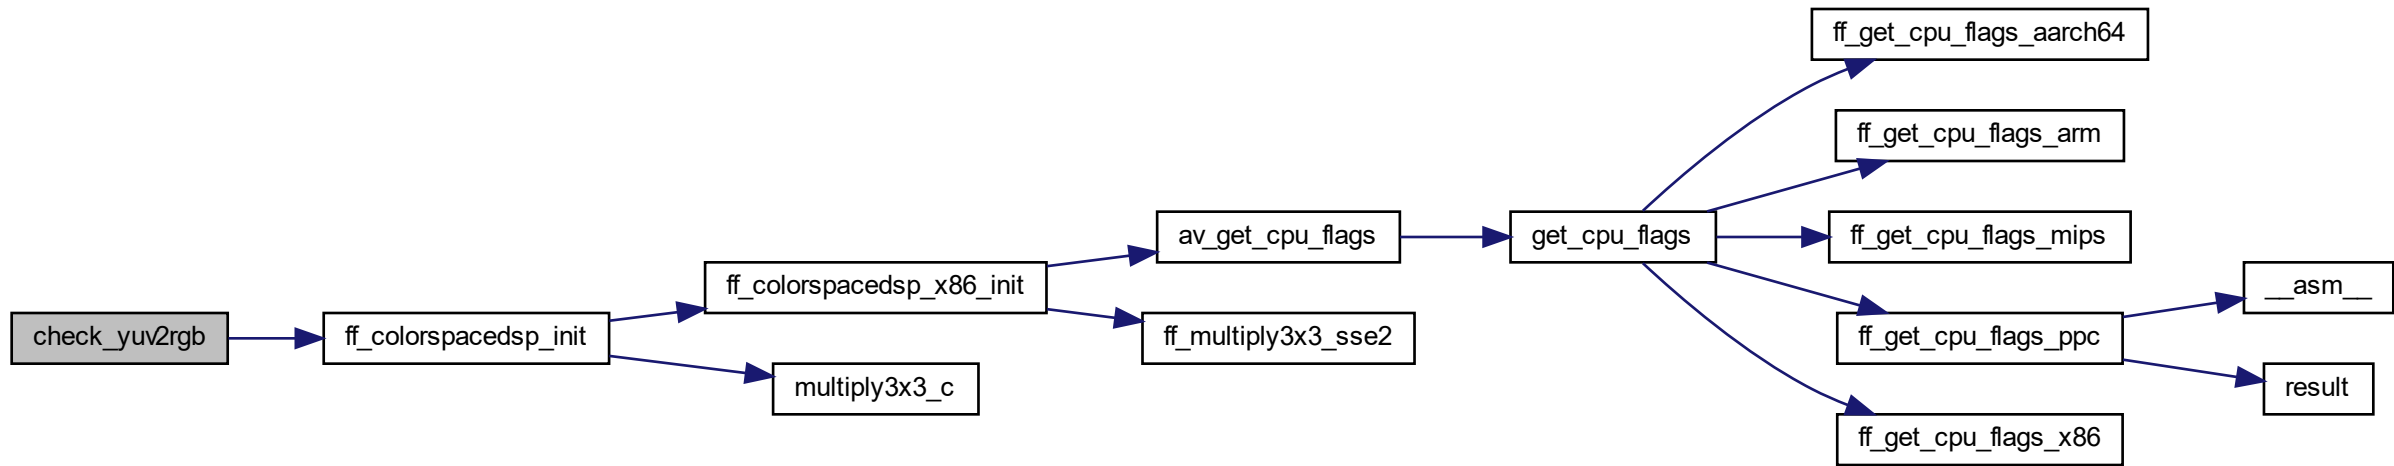 check_yuv2rgb
ff_colorspacedsp_init
ff_colorspacedsp_x86_init
multiply3x3_c
av_get_cpu_flags
ff_multiply3x3_sse2
get_cpu_flags
ff_get_cpu_flags_aarch64
ff_get_cpu_flags_arm
ff_get_cpu_flags_mips
ff_get_cpu_flags_ppc
ff_get_cpu_flags_x86
__asm__
result